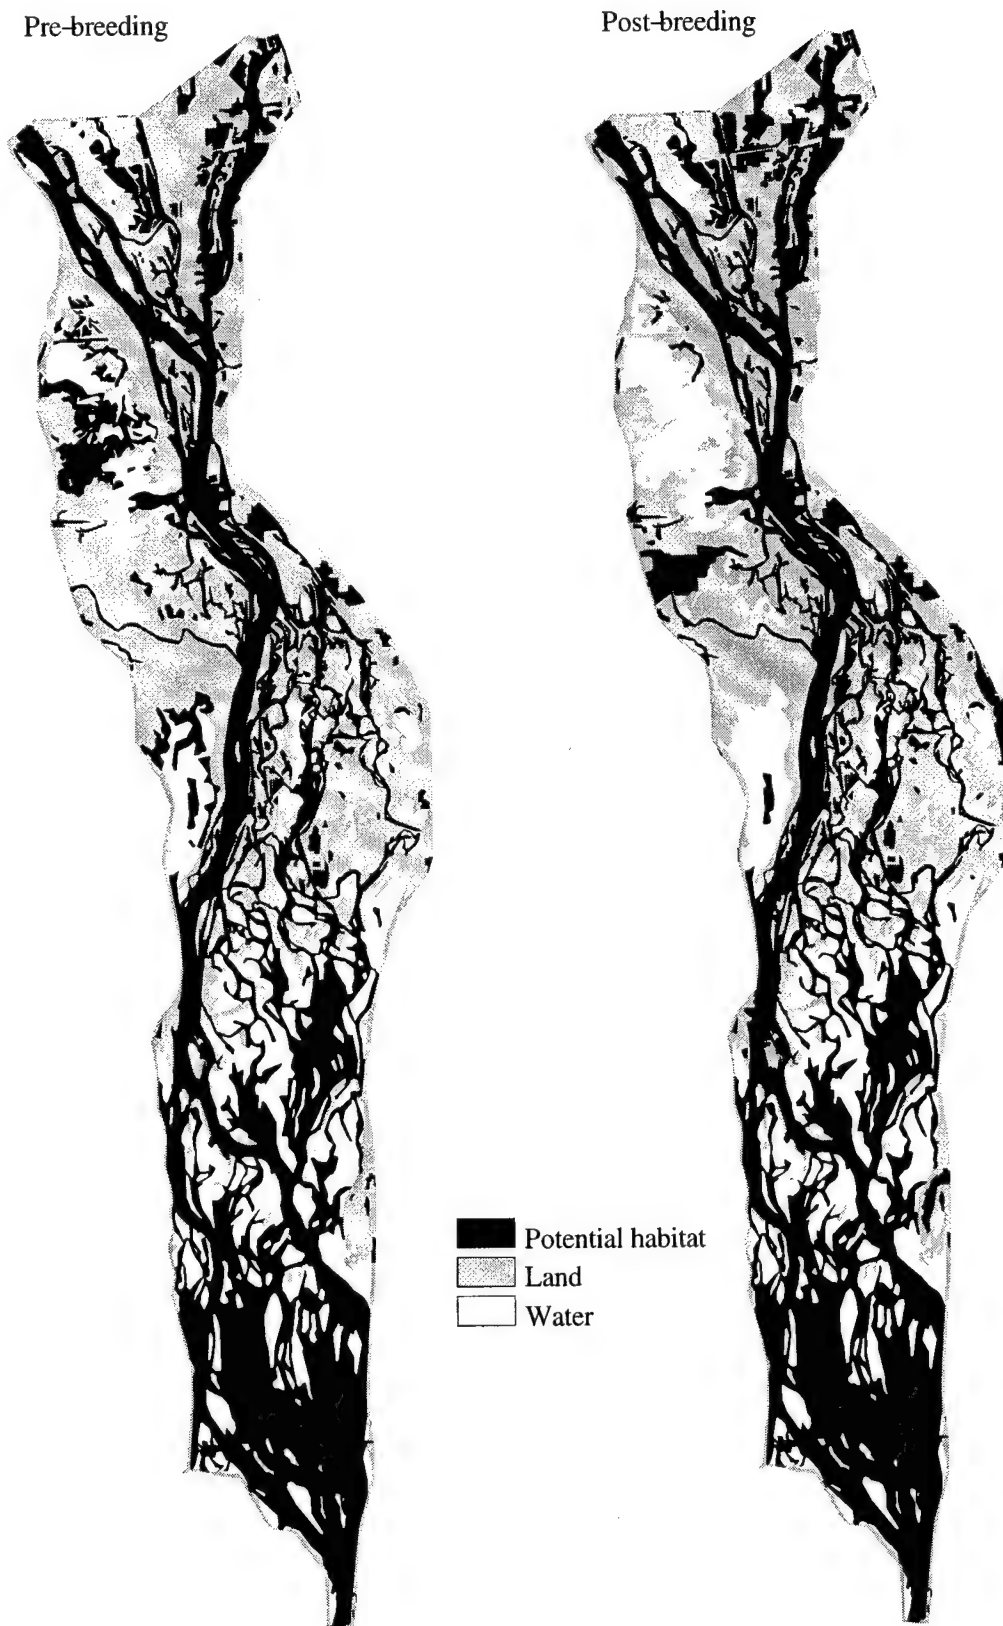 Pre-breeding
Post-breeding
Potential habitat
Land
Water